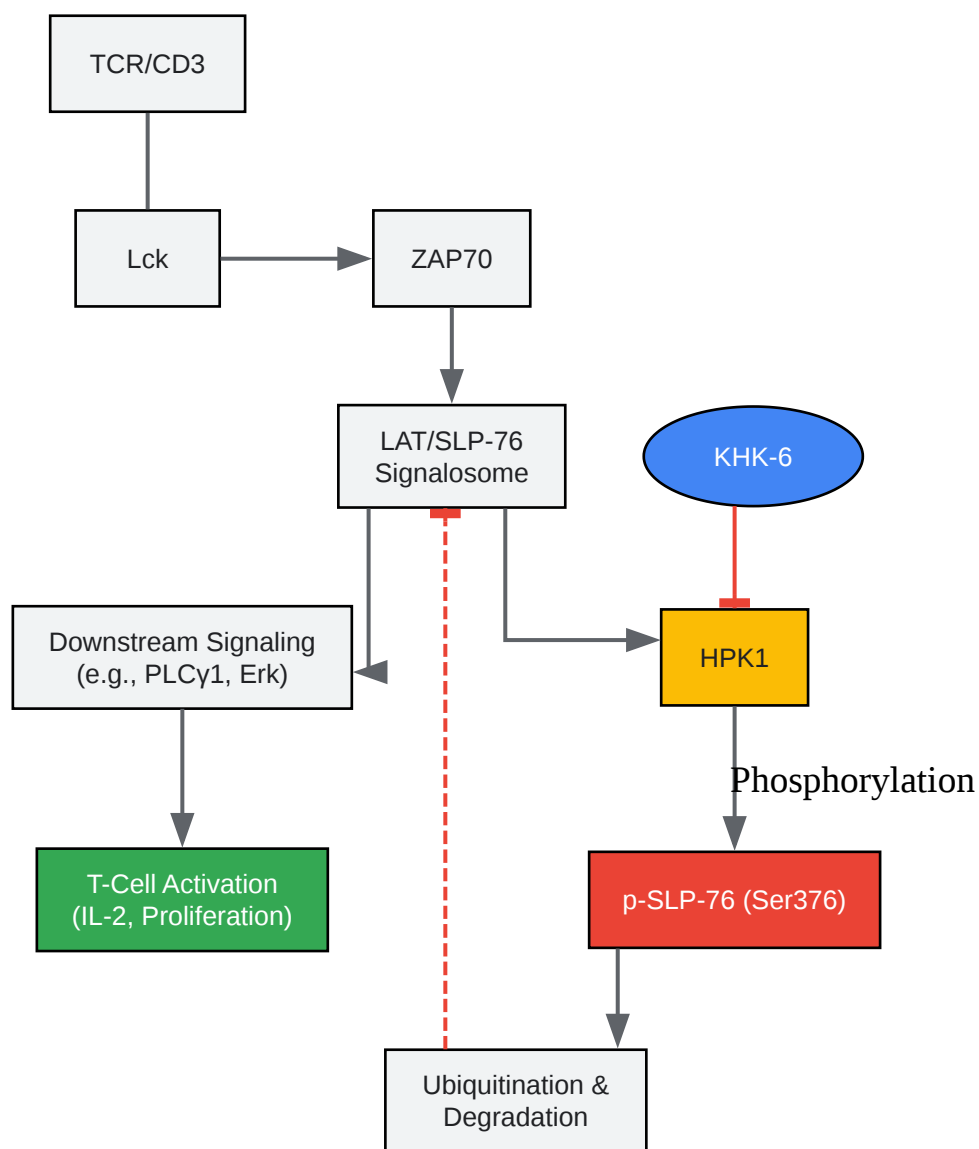 TCR/CD3
Lck
ZAP70
LAT/SLP-76
Signalosome
KHK-6
Downstream Signaling
(e.g., PLCγ1, Erk)
HPK1
Phosphorylation
T-Cell Activation
(IL-2, Proliferation)
p-SLP-76 (Ser376)
Ubiquitination &
Degradation